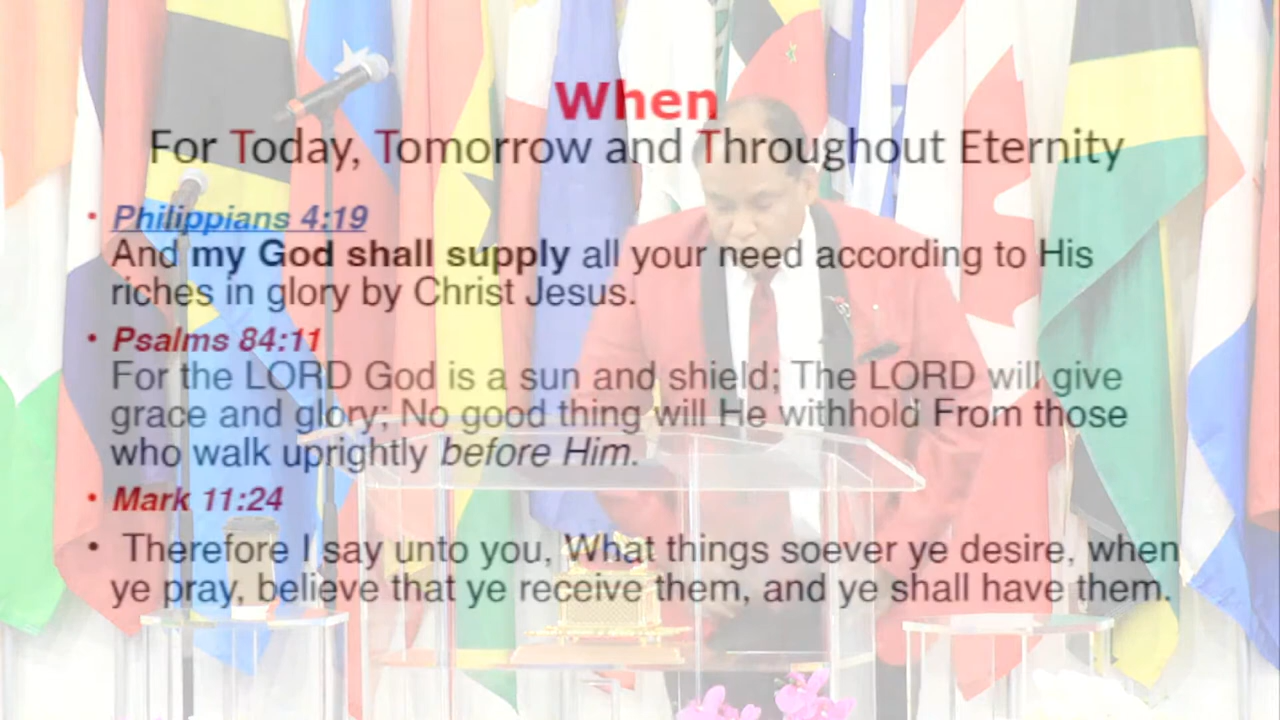 When
For Today, Tomorrow and Throughout Eternity
• Philippians 4:19
And my God shall supply all your need according to His
riches in glory by Christ Jesus.
• Psalms 84:11
For the LORD God is a sun and shield; The LORD will give
grace and glory; No good thing will He withhold From those
who walk uprightly before Him.
• Mark 11:24
• Therefore I say unto you, What things soever ye desire, when
ye pray, believe that ye receive them, and ye shall have them.